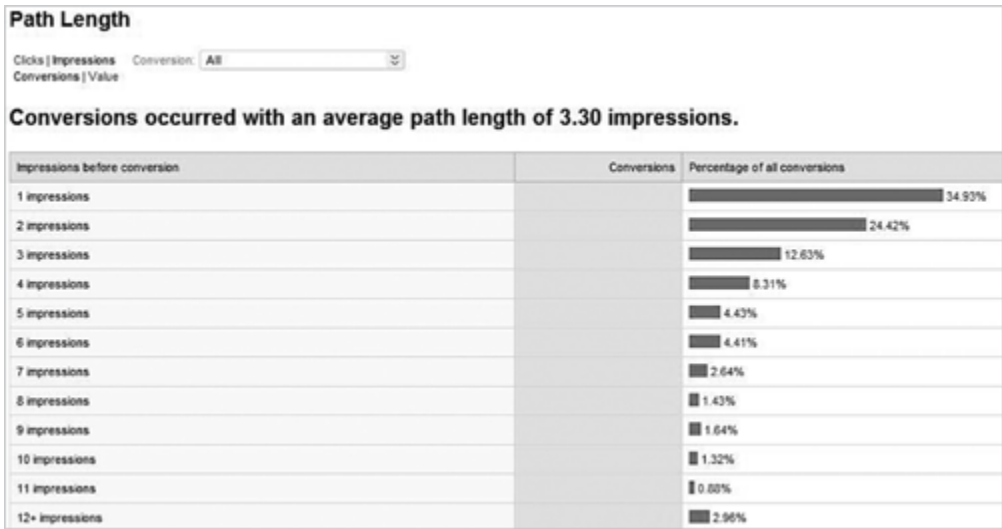 Path Length
Clicks | Impressions Conversion: All
Conversions | Value
Conversions occurred with an average path length of 3.30 impressions.
Impressions before conversion Conversions Percentage of all conversions
1 impressions 34.93%
2 impressions 24.42%
3 impressions 12.63%
4 impressions 8.31%
5 impressions 4.43%
6 impressions 4.41%
7 impressions 2.64%
8 impressions 1.43%
9 impressions 1.64%
10 impressions 1.32%
11 impressions 0.88%
12+ impressions 2.96%